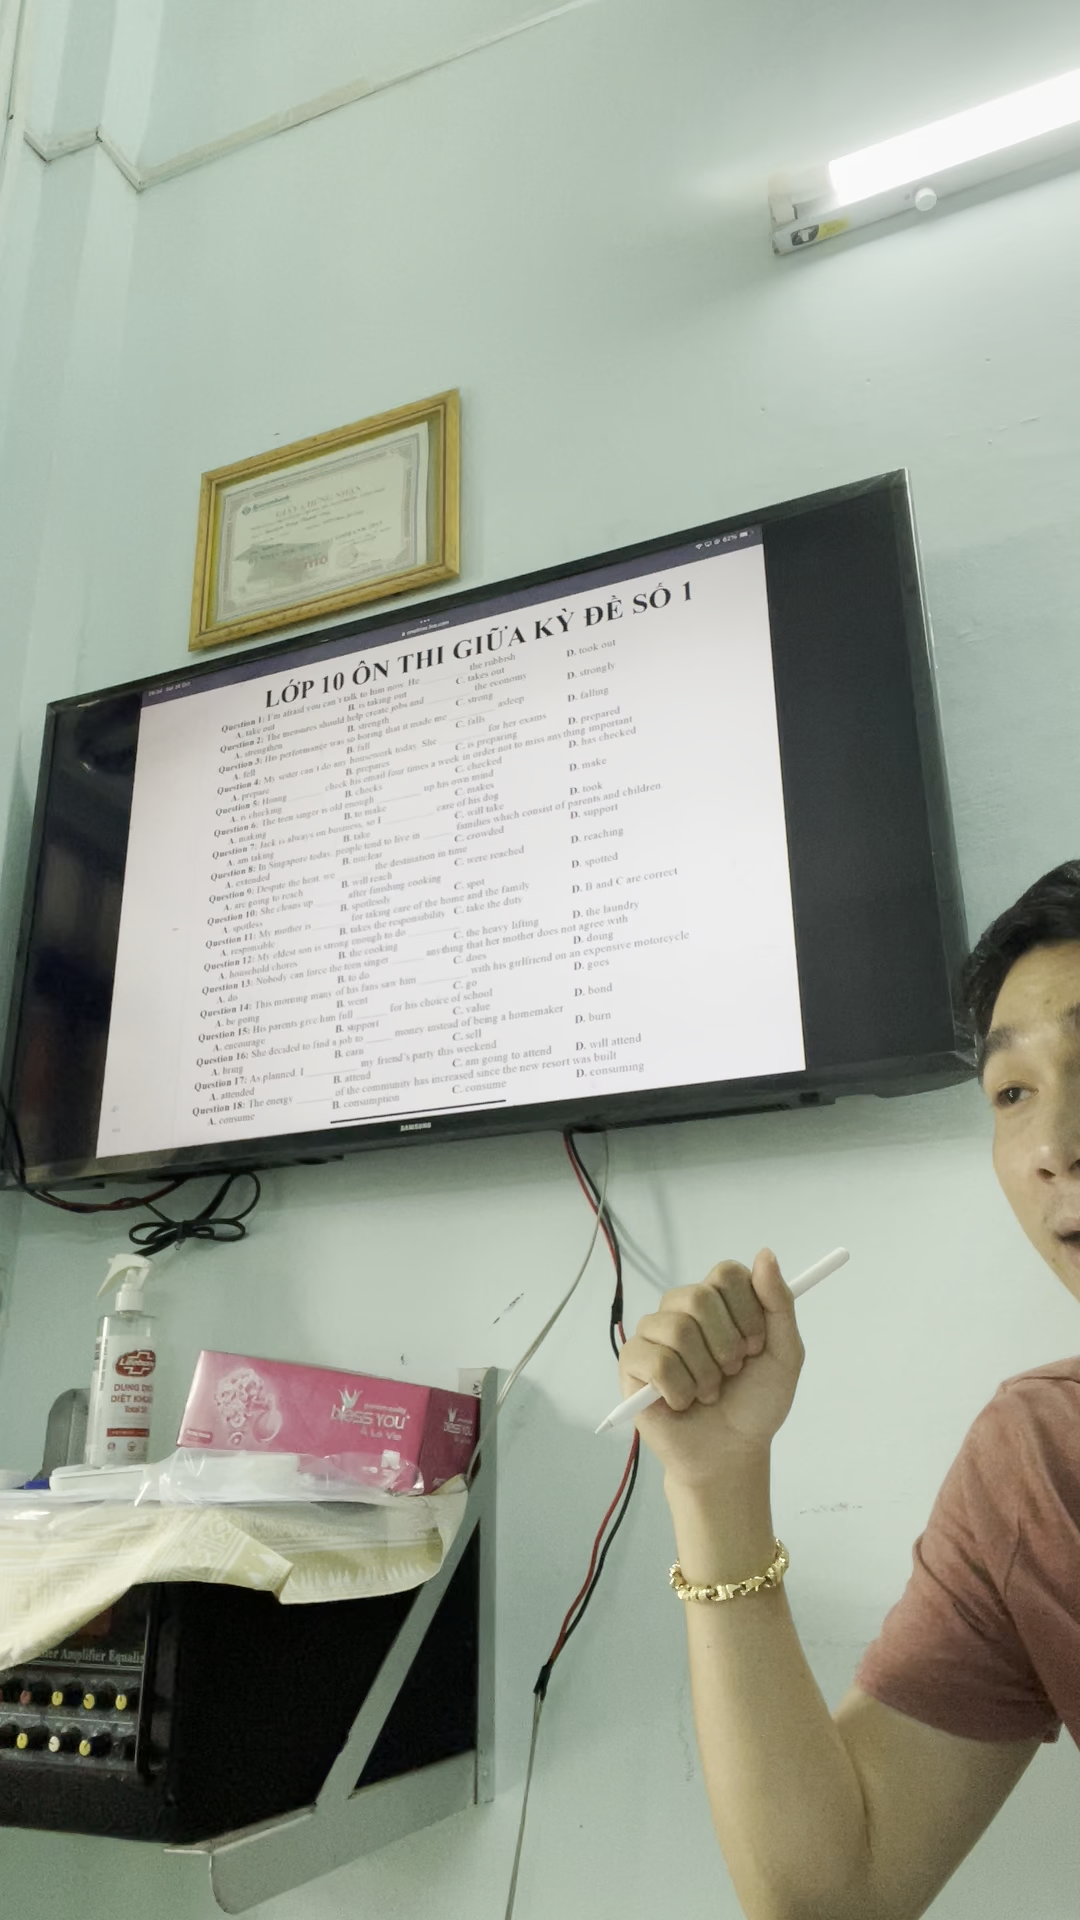 Sacombank
GIẤY CHỨNG NHẬN
62%
LỚP 10 ÔN THI GIỮA KỲ ĐỀ SỐ 1
Question 1: I'm afraid you can't talk to him now. He ________ the rubbish
A. take out B. is taking out C. takes out D. took out
Question 2: The measures should help create jobs and ________ the economy
A. strengthen B. strength C. strong D. strongly
Question 3: His performance was so boring that it made me ________ asleep
A. fell B. fall C. falls D. falling
Question 4: My sister can't do any housework today. She ________ for her exams
A. prepare B. prepares C. is preparing D. prepared
Question 5: Hoang ________ check his email four times a week in order not to miss anything important
A. is checking B. checks C. checked D. has checked
Question 6: The teen singer is old enough ________ up his own mind
A. making B. to make C. makes D. make
Question 7: Jack is always on business, so I ________ care of his dog
A. am taking B. take C. will take D. took
Question 8: In Singapore today, people tend to live in ________ families which consist of parents and children
A. extended B. nuclear C. crowded D. support
Question 9: Despite the heat, we ________ the destination in time
A. are going to reach B. will reach C. were reached D. reaching
Question 10: She cleans up ________ after finishing cooking
A. spotless B. spotlessly C. spot D. spotted
Question 11: My mother is ________ for taking care of the home and the family
A. responsible B. takes the responsibility C. take the duty D. B and C are correct
Question 12: My eldest son is strong enough to do ________
A. household chores B. the cooking C. the heavy lifting D. the laundry
Question 13: Nobody can force the teen singer ________ anything that her mother does not agree with
A. do B. to do C. does D. doing
Question 14: This morning many of his fans saw him ________ with his girlfriend on an expensive motorcycle
A. be going B. went C. go D. goes
Question 15: His parents give him full ________ for his choice of school
A. encourage B. support C. value D. bond
Question 16: She decided to find a job to ________ money instead of being a homemaker
A. bring B. earn C. sell D. burn
Question 17: As planned, I ________ my friend's party this weekend
A. attended B. attend C. am going to attend D. will attend
Question 18: The energy ________ of the community has increased since the new resort was built
A. consume B. consumption C. consume D. consuming
SAMSUNG
Lifebuoy
DUNG DỊCH
DIỆT KHUẨN
premium quality
bless YOU
À La Vie
bless YOU
Amplifier Equaliz